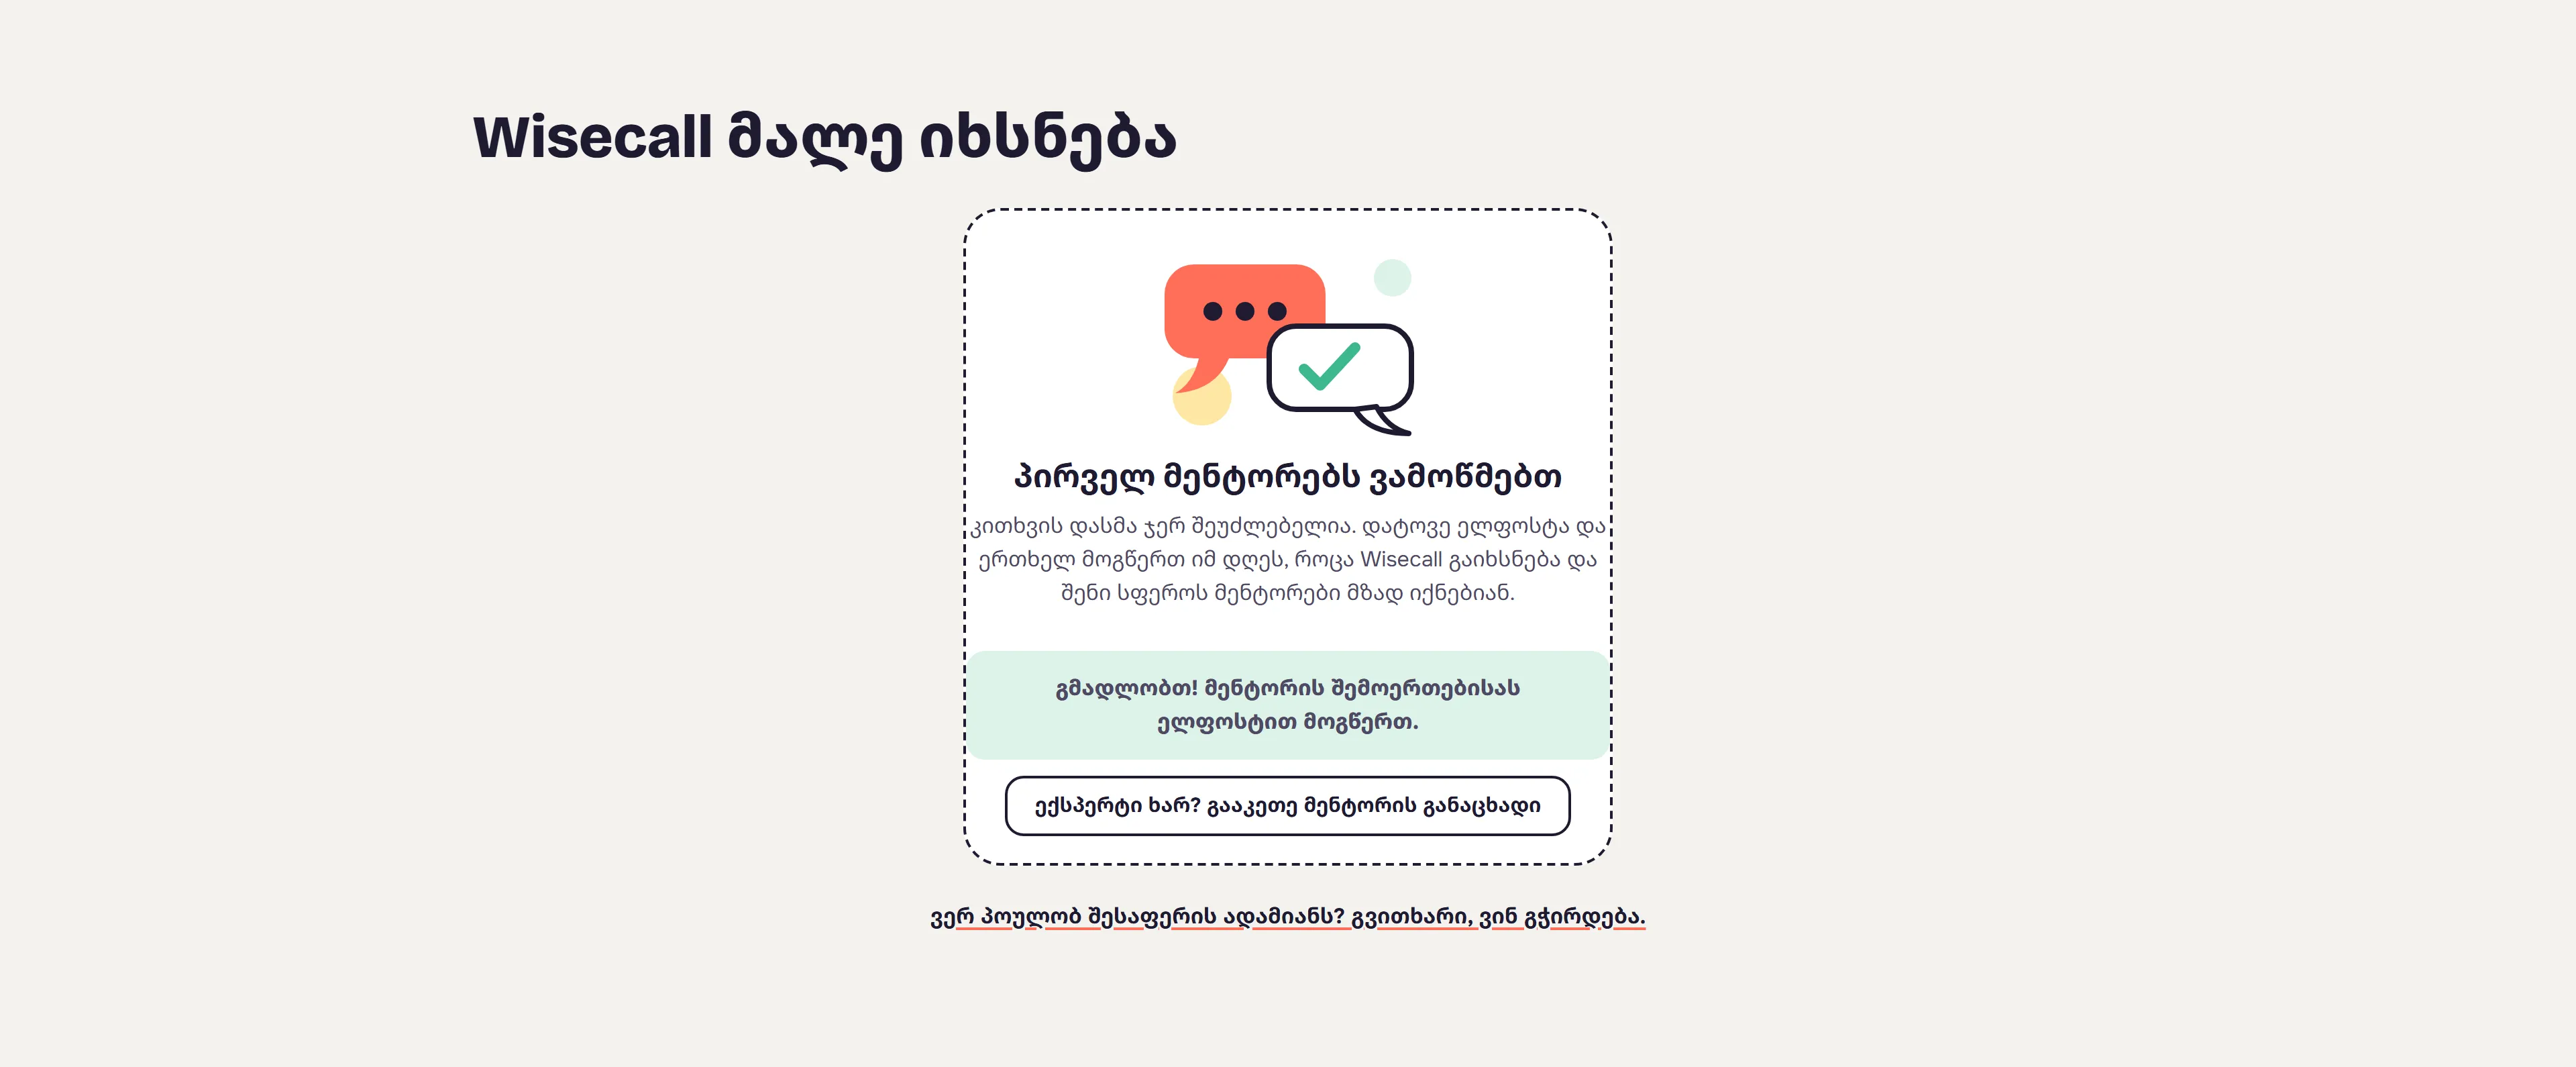 Wisecall მალე იხსნება
პირველ მენტორებს ვამოწმებთ
კითხვის დასმა ჯერ შეუძლებელია. დატოვე ელფოსტა და
ერთხელ მოგწერთ იმ დღეს, როცა Wisecall გაიხსნება და
შენი სფეროს მენტორები მზად იქნებიან.
გმადლობთ! მენტორის შემოერთებისას
ელფოსტით მოგწერთ.
ექსპერტი ხარ? გააკეთე მენტორის განაცხადი
ვერ პოულობ შესაფერის ადამიანს? გვითხარი, ვინ გჭირდება.